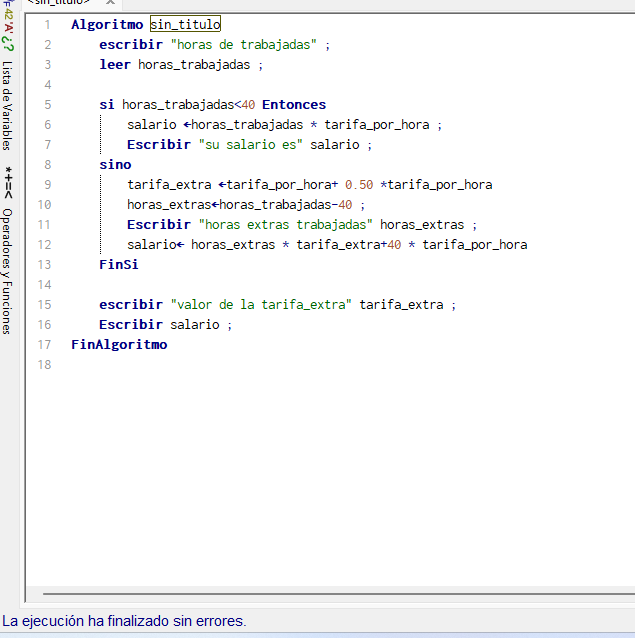 <sin_titulo> X
Lista de Variables
*+=<
Operadores y Funciones
1 Algoritmo sin_titulo
2 escribir "horas de trabajadas" ;
3 leer horas_trabajadas ;
4
5 si horas_trabajadas<40 Entonces
6 salario ←horas_trabajadas * tarifa_por_hora ;
7 Escribir "su salario es" salario ;
8 sino
9 tarifa_extra ←tarifa_por_hora+ 0.50 *tarifa_por_hora
10 horas_extras←horas_trabajadas-40 ;
11 Escribir "horas extras trabajadas" horas_extras ;
12 salario← horas_extras * tarifa_extra+40 * tarifa_por_hora
13 FinSi
14
15 escribir "valor de la tarifa_extra" tarifa_extra ;
16 Escribir salario ;
17 FinAlgoritmo
18
La ejecución ha finalizado sin errores.